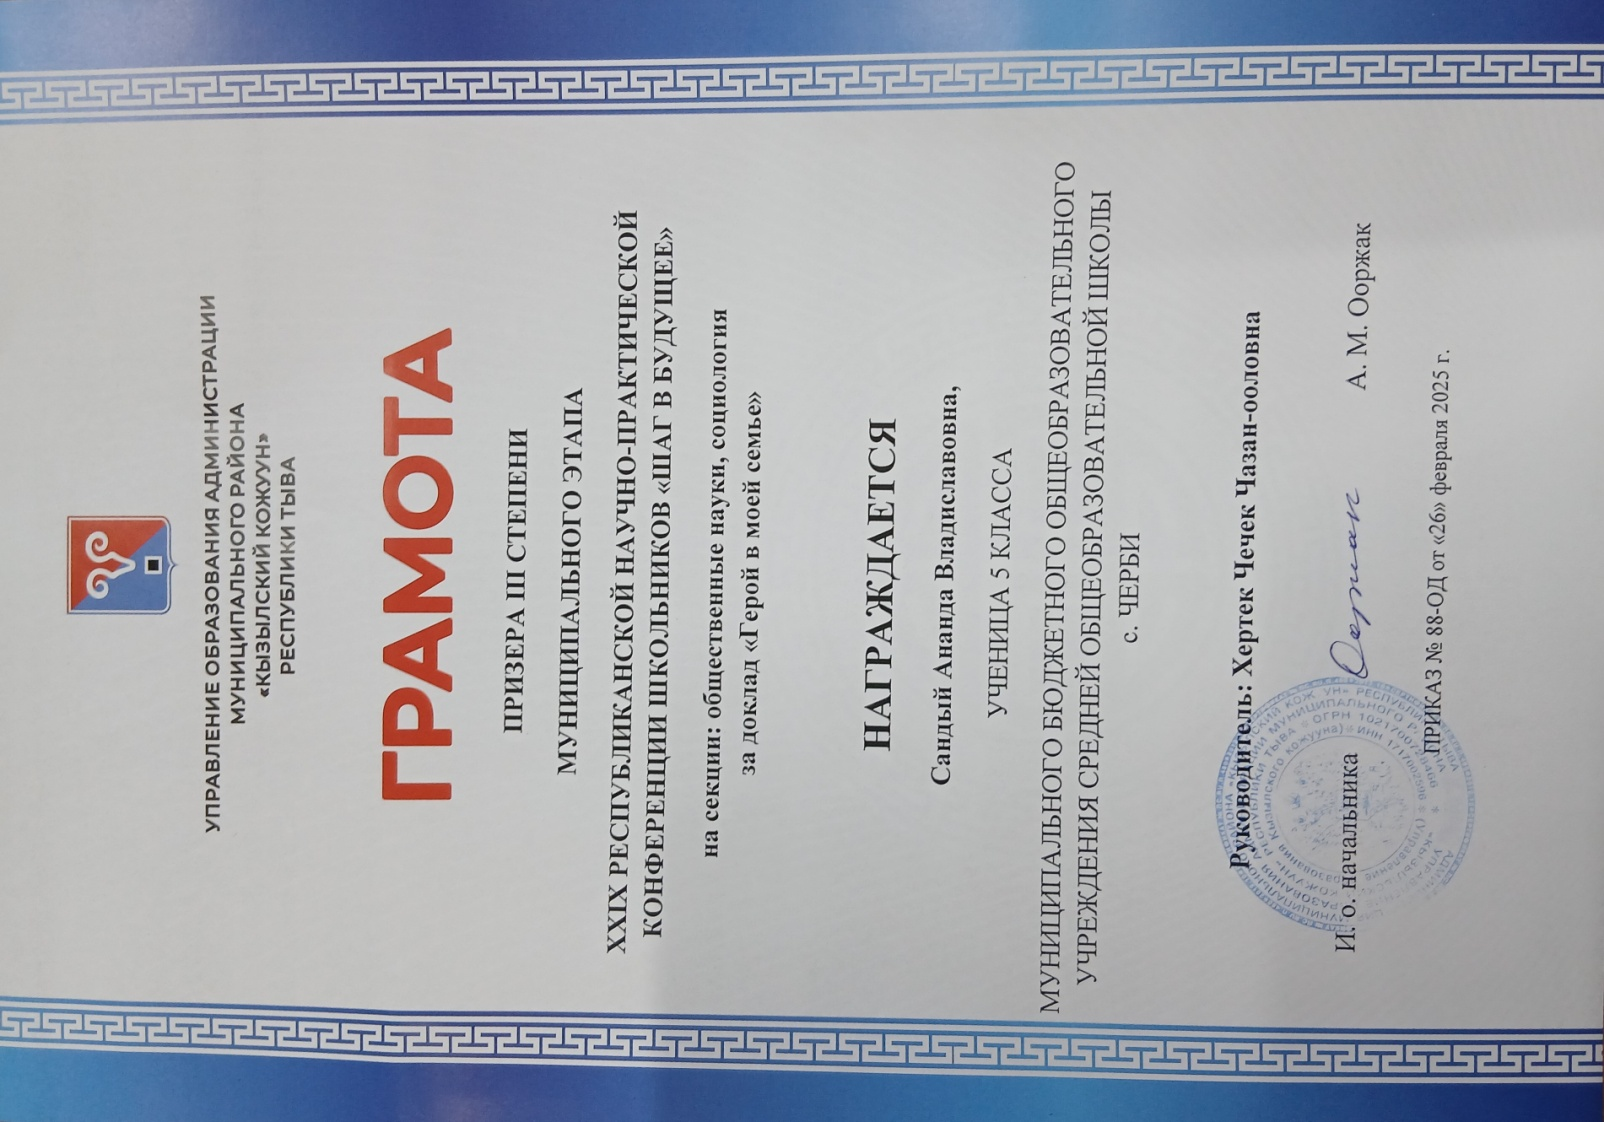 УПРАВЛЕНИЕ ОБРАЗОВАНИЯ АДМИНИСТРАЦИИ
МУНИЦИПАЛЬНОГО РАЙОНА
«КЫЗЫЛСКИЙ КОЖУУН»
РЕСПУБЛИКИ ТЫВА
ГРАМОТА
ПРИЗЕРА III СТЕПЕНИ
МУНИЦИПАЛЬНОГО ЭТАПА
XXIX РЕСПУБЛИКАНСКОЙ НАУЧНО-ПРАКТИЧЕСКОЙ
КОНФЕРЕНЦИИ ШКОЛЬНИКОВ «ШАГ В БУДУЩЕЕ»
на секции: общественные науки, социология
за доклад «Герой в моей семье»
НАГРАЖДАЕТСЯ
Сандый Ананда Владиславовна,
УЧЕНИЦА 5 КЛАССА
МУНИЦИПАЛЬНОГО БЮДЖЕТНОГО ОБЩЕОБРАЗОВАТЕЛЬНОГО
УЧРЕЖДЕНИЯ СРЕДНЕЙ ОБЩЕОБРАЗОВАТЕЛЬНОЙ ШКОЛЫ
с. ЧЕРБИ
Руководитель: Хертек Чечек Чазан-ооловна
И. о. начальника А. М. Ооржак
ПРИКАЗ № 88-ОД от «26» февраля 2025 г.